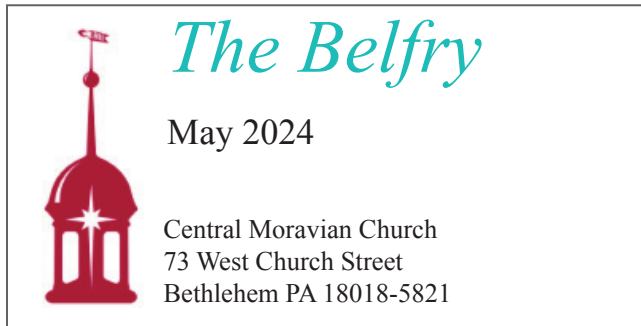 The Belfry
May 2024
Central Moravian Church
73 West Church Street
Bethlehem PA 18018-5821